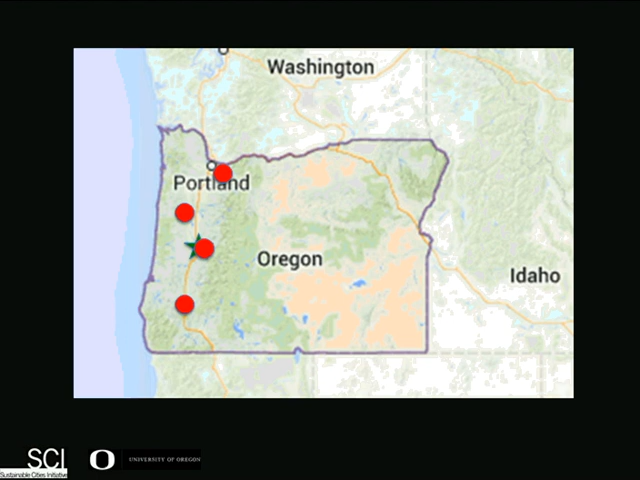 Washington
Portland
Oregon
Idaho
SCI
Sustainable Cities Initiative
O
UNIVERSITY OF OREGON